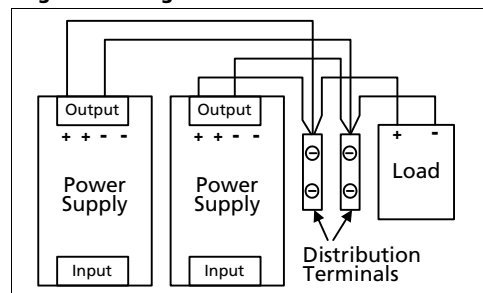 Output
+ + - -
Power
Supply
Input
Output
+ + - -
Power
Supply
Input
+ -
Load
Distribution
Terminals